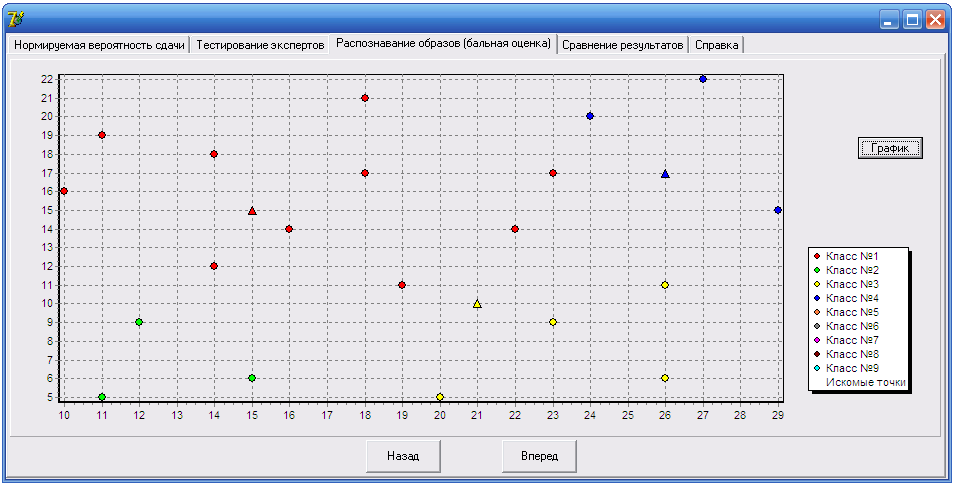 Нормируемая вероятность сдачи Тестирование экспертов Распознавание образов (бальная оценка) Сравнение результатов Справка
22
21
20
19
18
17
16
15
14
13
12
11
10
9
8
7
6
5
10 11 12 13 14 15 16 17 18 19 20 21 22 23 24 25 26 27 28 29
График
Класс №1
Класс №2
Класс №3
Класс №4
Класс №5
Класс №6
Класс №7
Класс №8
Класс №9
Искомые точки
Назад Вперед